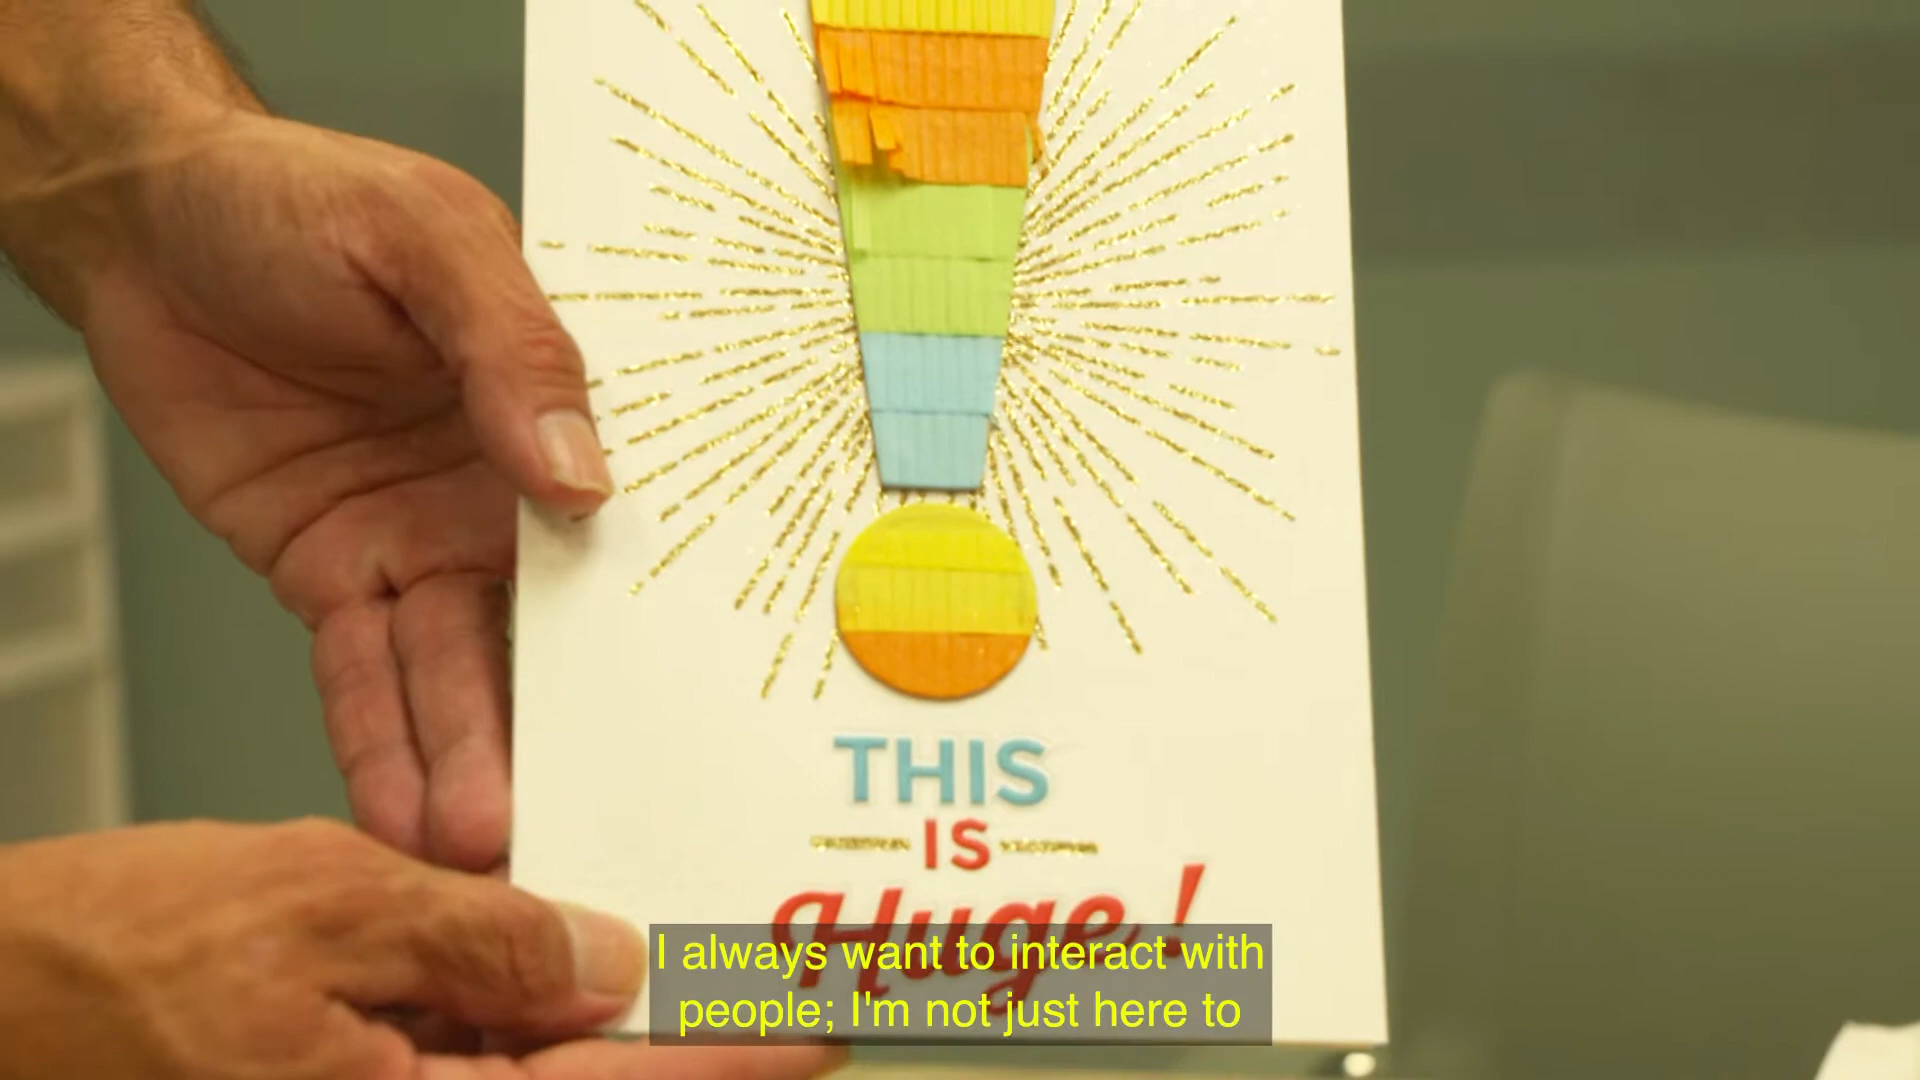 THIS
IS
Huge!
I always want to interact with
people; I'm not just here to